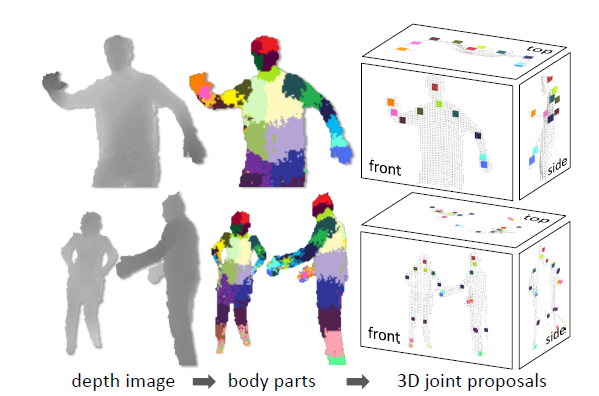 top
front
side
top
front
side
depth image
body parts
3D joint proposals